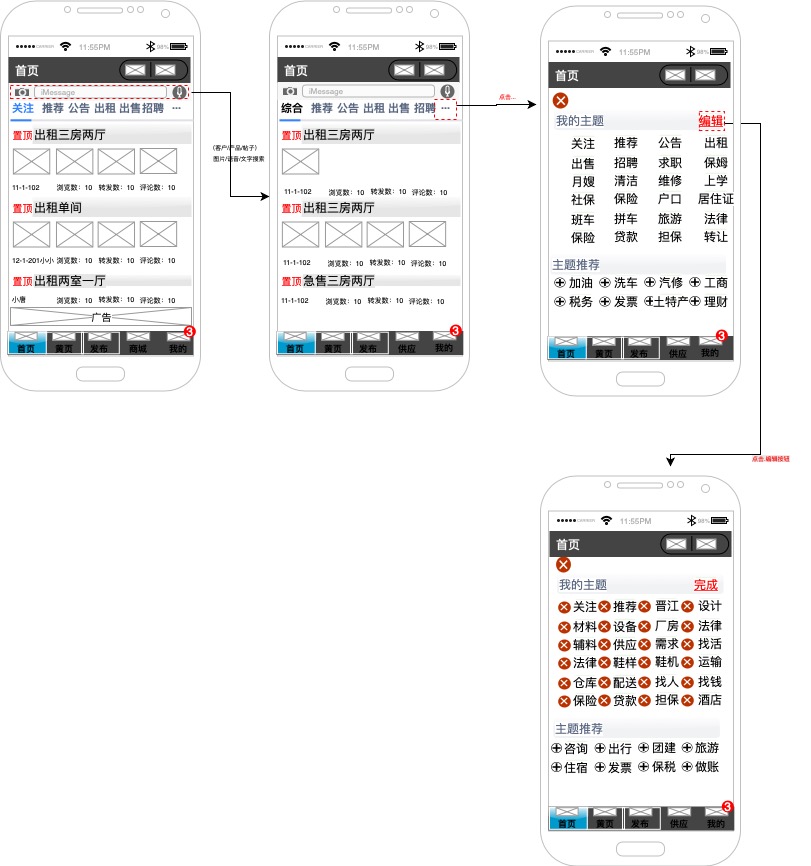 CARRIER 11:55PM 98%
首页
iMessage
关注 推荐 公告 出租 出售 招聘 ...
置顶 出租三房两厅
11-1-102 浏览数：10 转发数：10 评论数：10
置顶 出租单间
12-1-201小小 浏览数：10 转发数：10 评论数：10
置顶 出租两室一厅
小唐 浏览数：10 转发数：10 评论数：10
广告
3
首页 黄页 发布 商城 我的
(客户/产品/帖子)
图片/语音/文字搜索
CARRIER 11:55PM 98%
首页
iMessage
综合 推荐 公告 出租 出售 招聘 ...
置顶 出租三房两厅
11-1-102 浏览数：10 转发数：10 评论数：10
置顶 出租三房两厅
11-1-102 浏览数：10 转发数：10 评论数：10
置顶 急售三房两厅
11-1-102 浏览数：10 转发数：10 评论数：10
3
首页 黄页 发布 供应 我的
点击...
CARRIER 11:55PM 98%
首页
我的主题 编辑
关注 推荐 公告 出租
出售 招聘 求职 保姆
月嫂 清洁 维修 上学
社保 保险 户口 居住证
班车 拼车 旅游 法律
保险 贷款 担保 转让
主题推荐
加油 洗车 汽修 工商
税务 发票 土特产 理财
3
首页 黄页 发布 供应 我的
点击.编辑按钮
CARRIER 11:55PM 98%
首页
我的主题 完成
关注 推荐 晋江 设计
材料 设备 厂房 法律
辅料 供应 需求 找活
法律 鞋样 鞋机 运输
仓库 配送 找人 找钱
保险 贷款 担保 酒店
主题推荐
咨询 出行 团建 旅游
住宿 发票 保税 做账
3
首页 黄页 发布 供应 我的